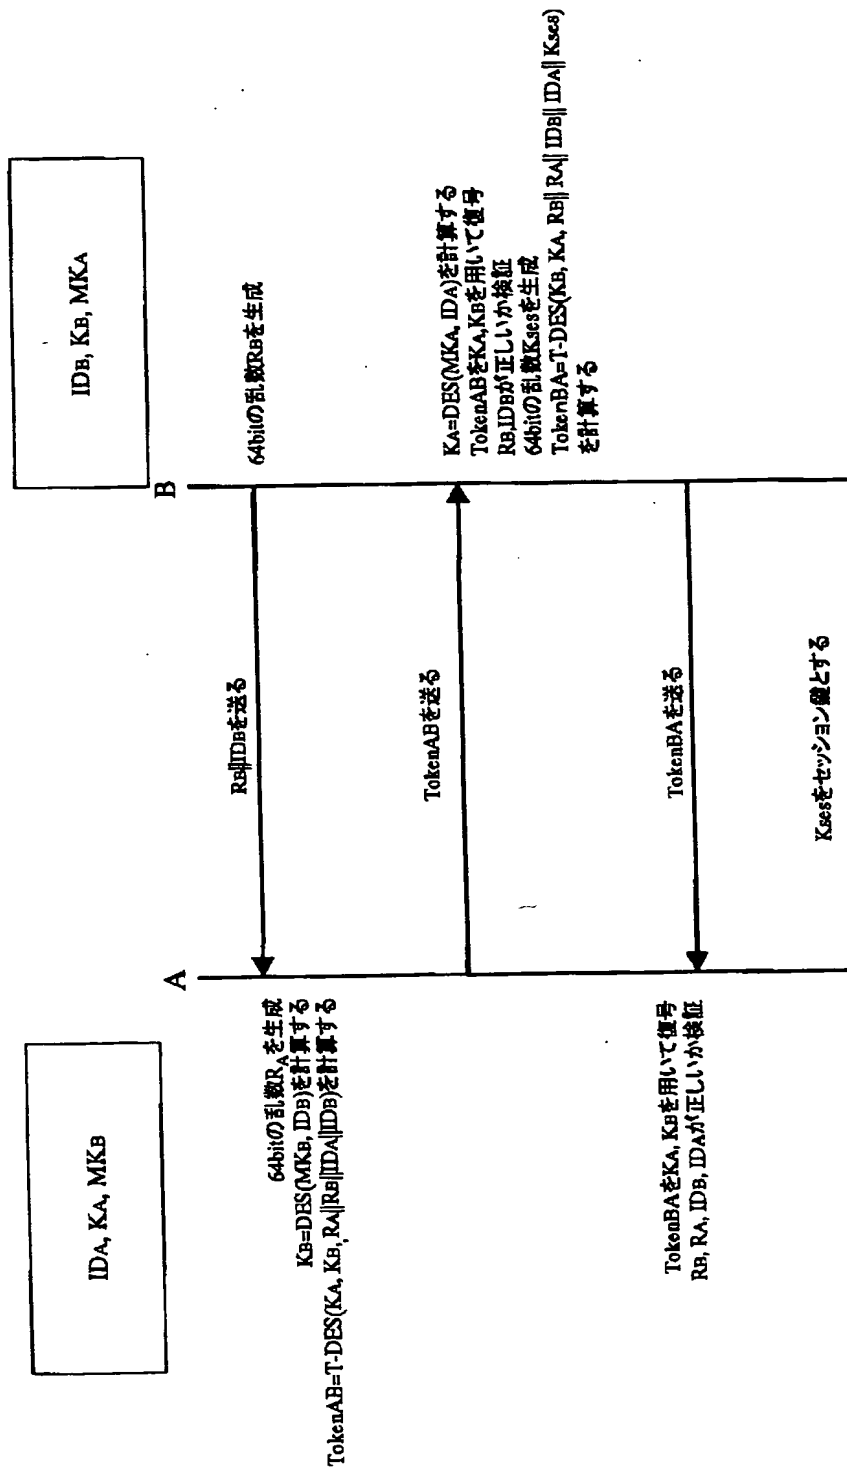 IDA, KA, MKB
IDB, KB, MKA
A
B
64bitの乱数RBを生成
RB||IDBを送る
64bitの乱数RAを生成
KB=DES(MKB, IDB)を計算する
TokenAB=T-DES(KA, KB, RA||RB||IDA||IDB)を計算する
TokenABを送る
KA=DES(MKA, IDA)を計算する
TokenABをKA,KBを用いて復号
RB,IDBが正しいか検証
64bitの乱数Ksesを生成
TokenBA=T-DES(KB, KA, RB|| RA|| IDB|| IDA|| Kses)
を計算する
TokenBAを送る
TokenBAをKA, KBを用いて復号
RB, RA, IDB, IDAが正しいか検証
Ksesをセッション鍵とする